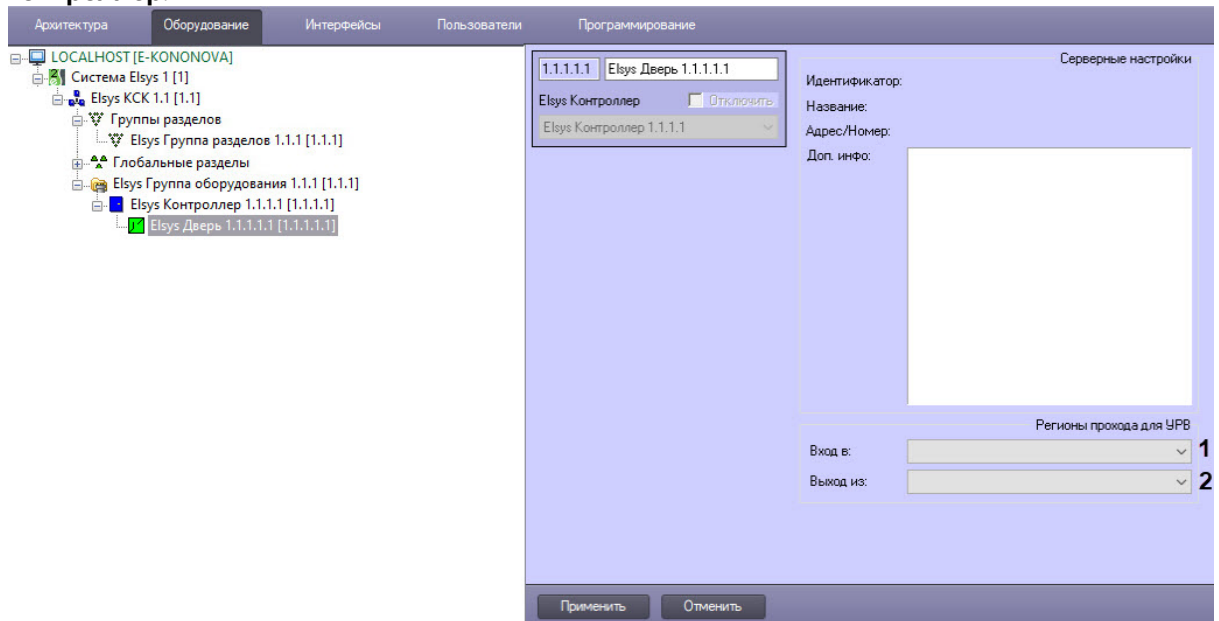 Архитектура Оборудование Интерфейсы Пользователи Программирование
LOCALHOST [E-KONONOVA]
Система Elsys 1 [1]
Elsys КСК 1.1 [1.1]
Группы разделов
Elsys Группа разделов 1.1.1 [1.1.1]
Глобальные разделы
Elsys Группа оборудования 1.1.1 [1.1.1]
Elsys Контроллер 1.1.1.1 [1.1.1.1]
Elsys Дверь 1.1.1.1.1 [1.1.1.1.1]
1.1.1.1.1 Elsys Дверь 1.1.1.1.1
Elsys Контроллер Отключить
Elsys Контроллер 1.1.1.1
Серверные настройки
Идентификатор:
Название:
Адрес/Номер:
Доп. инфо:
Регионы прохода для УРВ
Вход в: 1
Выход из: 2
Применить Отменить